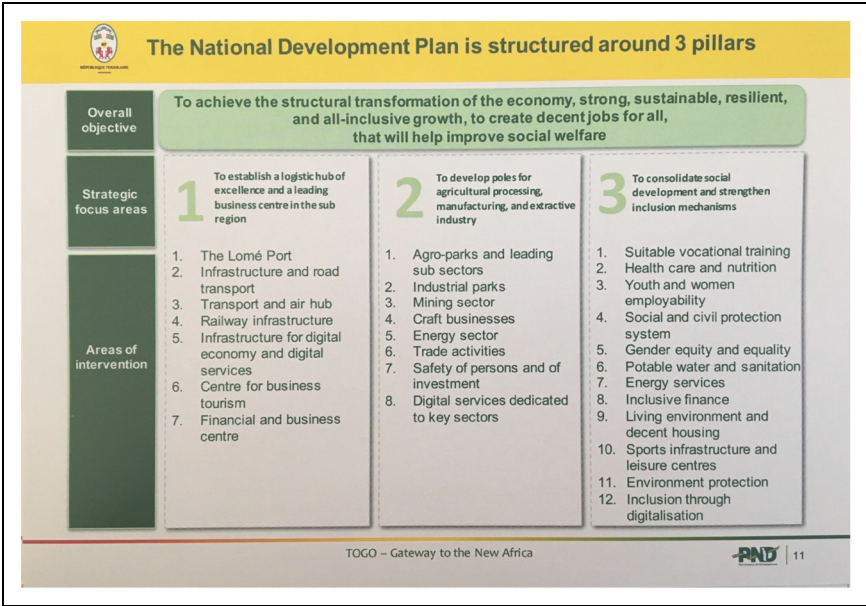 RÉPUBLIQUE TOGOLAISE
The National Development Plan is structured around 3 pillars
Overall
objective
To achieve the structural transformation of the economy, strong, sustainable, resilient,
and all-inclusive growth, to create decent jobs for all,
that will help improve social welfare
Strategic
focus areas
1
To establish a logistic hub of
excellence and a leading
business centre in the sub
region
2
To develop poles for
agricultural processing,
manufacturing, and extractive
industry
3
To consolidate social
development and strengthen
inclusion mechanisms
Areas of
intervention
1. The Lomé Port
2. Infrastructure and road
transport
3. Transport and air hub
4. Railway infrastructure
5. Infrastructure for digital
economy and digital
services
6. Centre for business
tourism
7. Financial and business
centre
1. Agro-parks and leading
sub sectors
2. Industrial parks
3. Mining sector
4. Craft businesses
5. Energy sector
6. Trade activities
7. Safety of persons and of
investment
8. Digital services dedicated
to key sectors
1. Suitable vocational training
2. Health care and nutrition
3. Youth and women
employability
4. Social and civil protection
system
5. Gender equity and equality
6. Potable water and sanitation
7. Energy services
8. Inclusive finance
9. Living environment and
decent housing
10. Sports infrastructure and
leisure centres
11. Environment protection
12. Inclusion through
digitalisation
TOGO – Gateway to the New Africa
PND
11